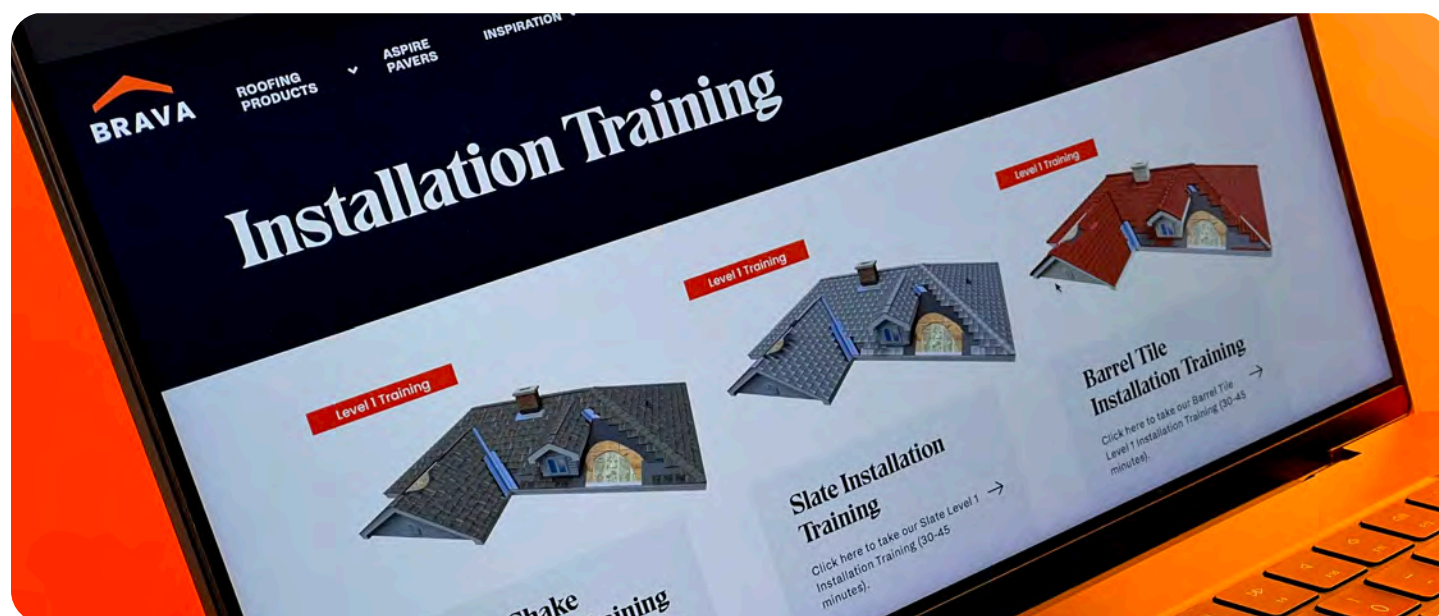 BRAVA
ROOFING
PRODUCTS
ASPIRE
PAVERS
INSPIRATION
Installation Training
Level 1 Training
Level 1 Training
Level 1 Training
Shake
Training
Slate Installation
Training
Click here to take our Slate Level 1
Installation Training (30-45
minutes).
Barrel Tile
Installation Training
Click here to take our Barrel Tile
Level 1 Installation Training (30-45
minutes).